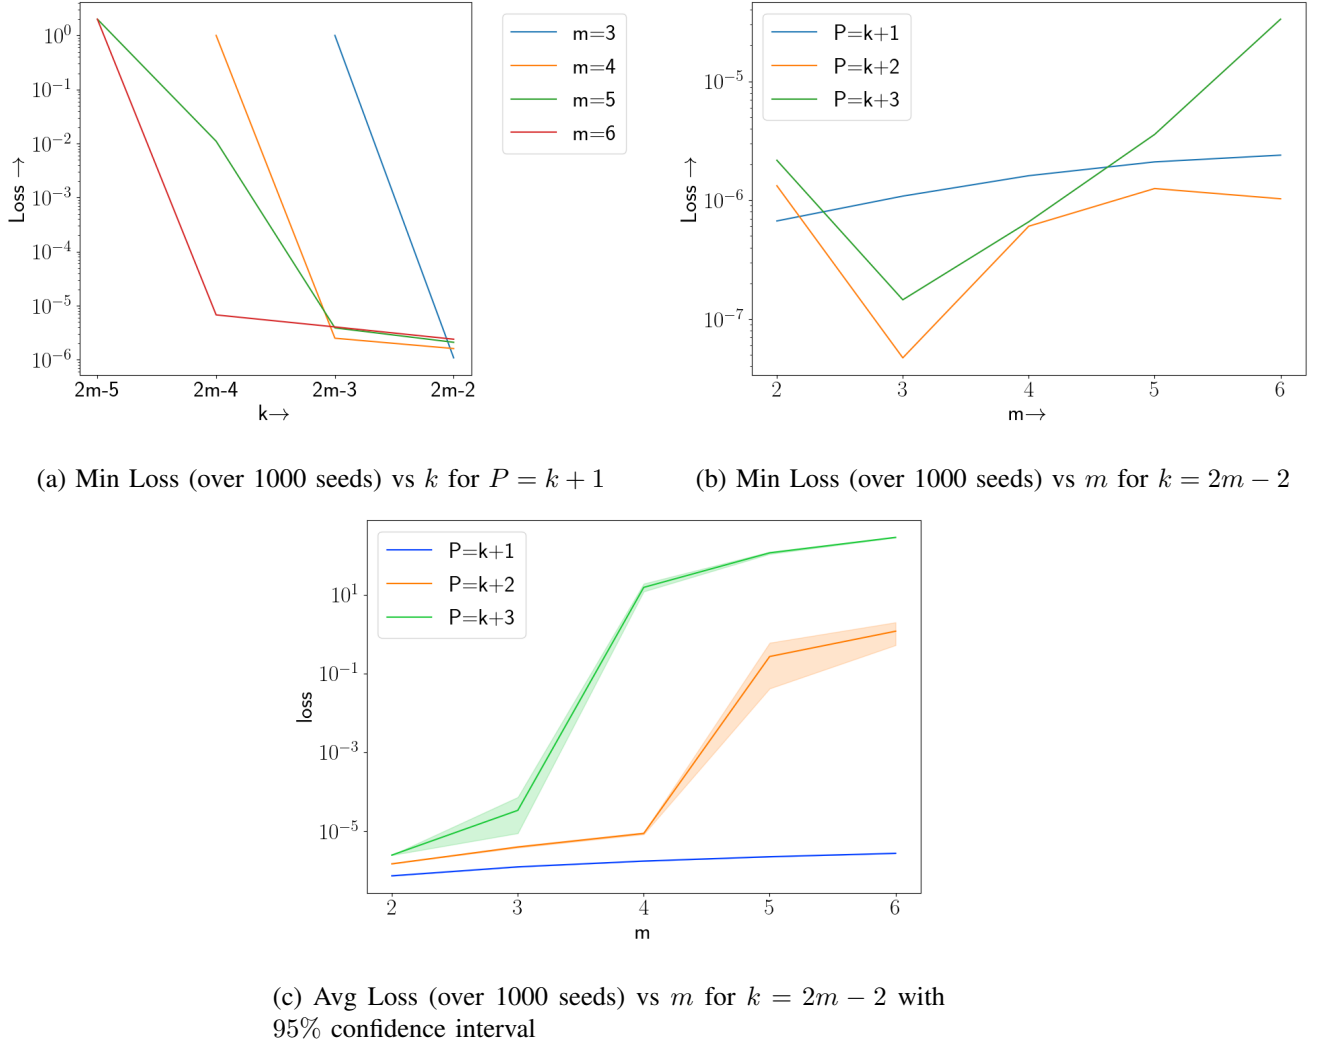 10^0
10^{-1}
10^{-2}
10^{-3}
10^{-4}
10^{-5}
10^{-6}
Loss →
2m-5 2m-4 2m-3 2m-2
k→
m=3
m=4
m=5
m=6
(a) Min Loss (over 1000 seeds) vs k for P = k + 1
P=k+1
P=k+2
P=k+3
10^{-5}
10^{-6}
10^{-7}
Loss →
2 3 4 5 6
m→
(b) Min Loss (over 1000 seeds) vs m for k = 2m − 2
P=k+1
P=k+2
P=k+3
10^1
10^{-1}
10^{-3}
10^{-5}
loss
2 3 4 5 6
m
(c) Avg Loss (over 1000 seeds) vs m for k = 2m − 2 with
95% confidence interval